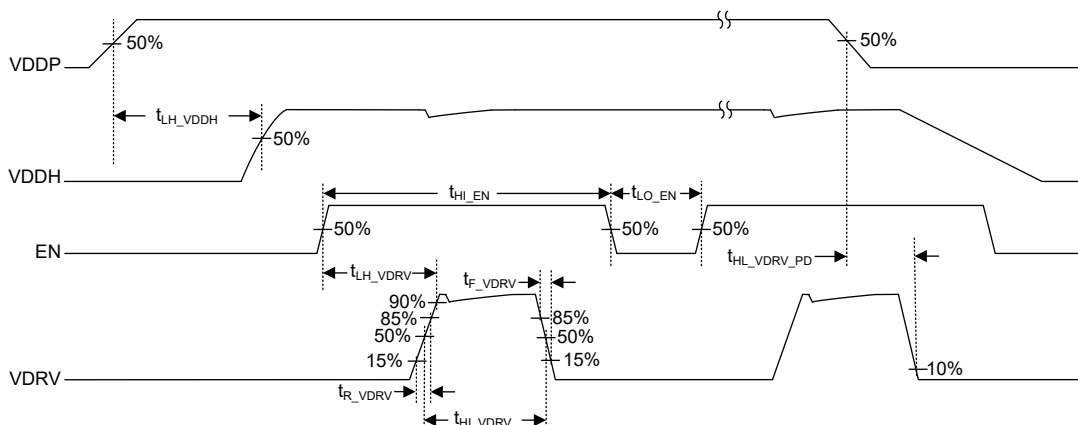 50%
50%
VDDP
t_LH_VDDH
50%
VDDH
t_HI_EN
t_LO_EN
50%
50%
50%
EN
t_HL_VDRV_PD
t_LH_VDRV
t_F_VDRV
90%
85%
85%
50%
50%
15%
15%
10%
VDRV
t_R_VDRV
t_HI_VDRV